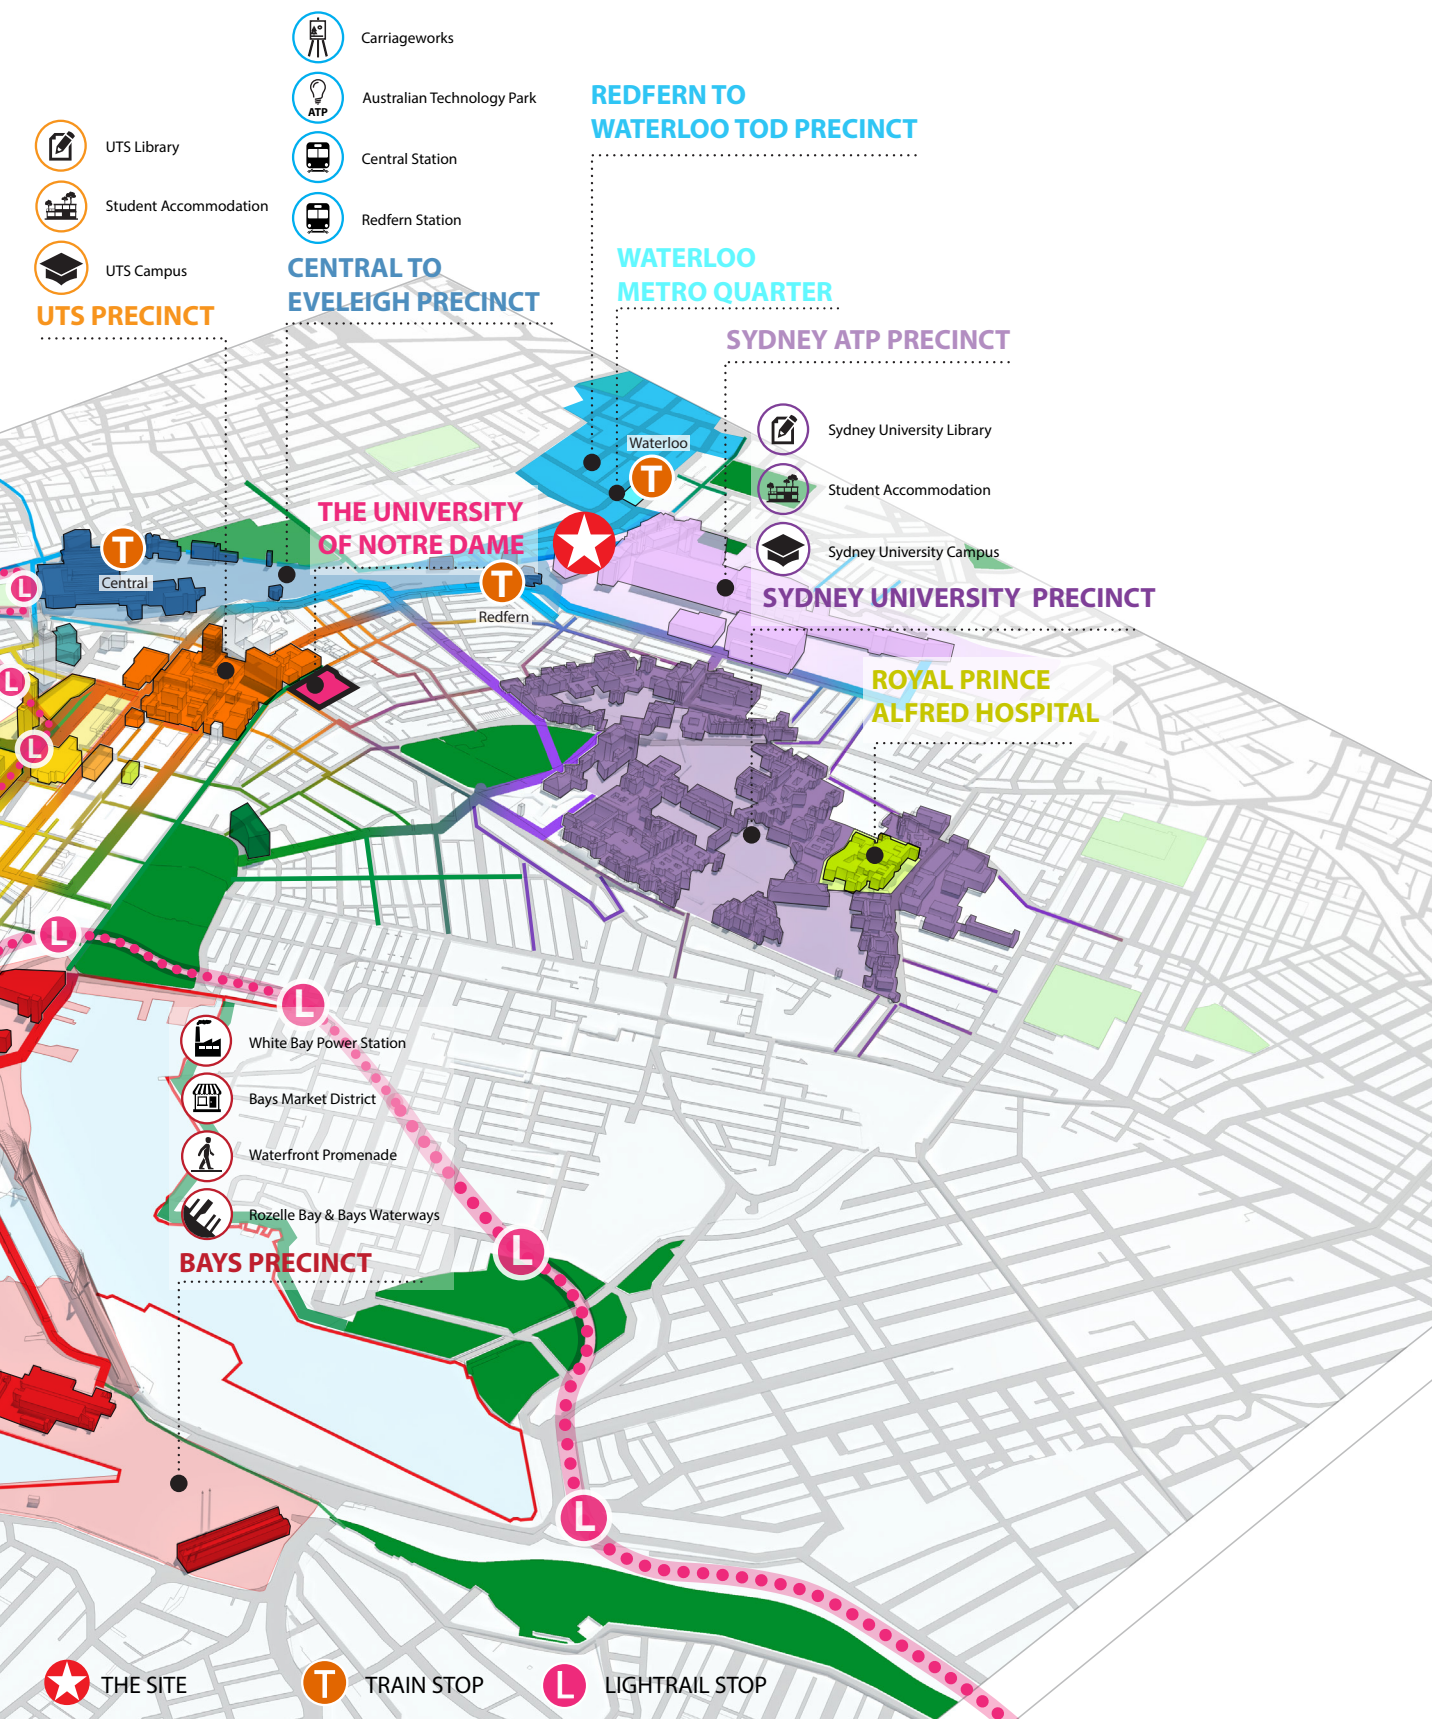 Carriageworks
ATP
Australian Technology Park
Central Station
Redfern Station
UTS Library
Student Accommodation
UTS Campus
UTS PRECINCT
CENTRAL TO
EVELEIGH PRECINCT
REDFERN TO
WATERLOO TOD PRECINCT
WATERLOO
METRO QUARTER
SYDNEY ATP PRECINCT
Sydney University Library
Student Accommodation
Sydney University Campus
SYDNEY UNIVERSITY PRECINCT
Waterloo
T
THE UNIVERSITY
OF NOTRE DAME
T
Central
T
Redfern
L
L
L
ROYAL PRINCE
ALFRED HOSPITAL
L
L
White Bay Power Station
Bays Market District
Waterfront Promenade
Rozelle Bay & Bays Waterways
BAYS PRECINCT
L
L
THE SITE
T TRAIN STOP
L LIGHTRAIL STOP